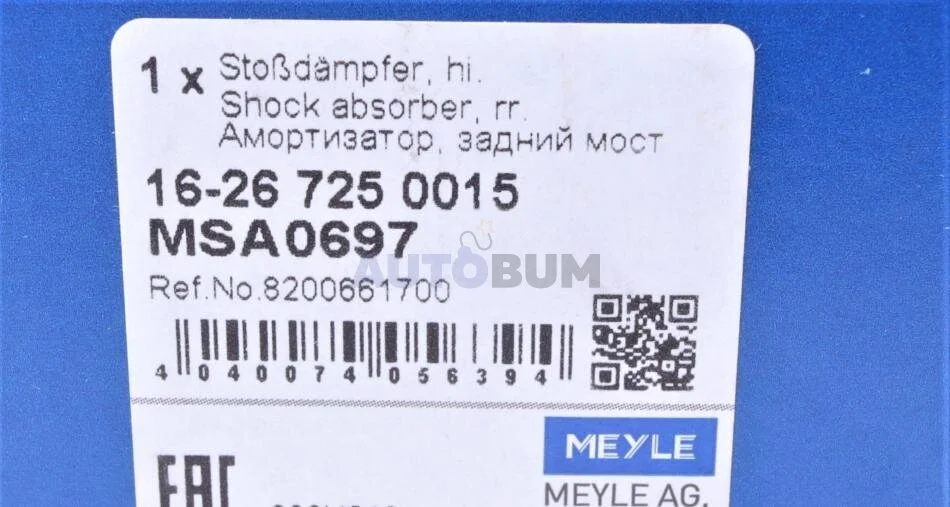 1 x Stoßdämpfer, hi.
Shock absorber, rr.
Амортизатор, задний мост
16-26 725 0015
MSA0697
AUTOBUM
Ref.No.8200661700
4 040074 056394
EAC
MEYLE
MEYLE AG,